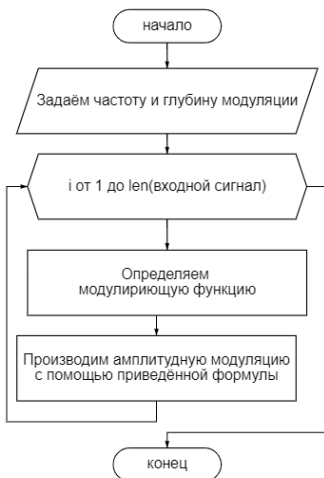 начало
Задаём частоту и глубину модуляции
i от 1 до len(входной сигнал)
Определяем
модулириющую функцию
Производим амплитудную модуляцию
с помощью приведённой формулы
конец